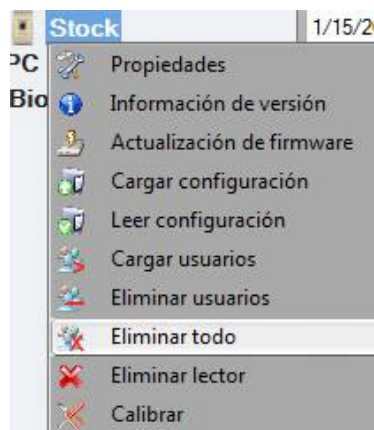 Stock 1/15/20
PC
Bio
Propiedades
Información de versión
Actualización de firmware
Cargar configuración
Leer configuración
Cargar usuarios
Eliminar usuarios
Eliminar todo
Eliminar lector
Calibrar